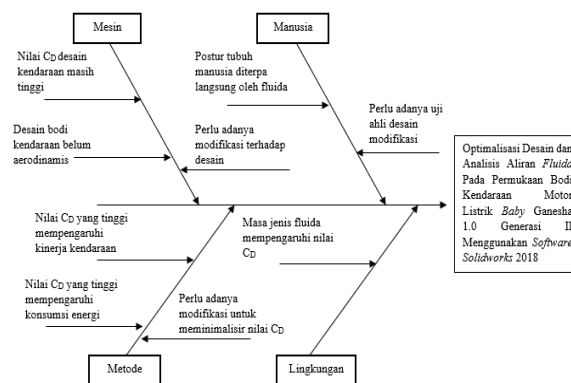 Mesin
Manusia
Nilai CD desain
kendaraan masih
tinggi
Postur tubuh
manusia diterpa
langsung oleh fluida
Desain bodi
kendaraan belum
aerodinamis
Perlu adanya
modifikasi terhadap
desain
Perlu adanya uji
ahli desain
modifikasi
Optimalisasi Desain dan
Analisis Aliran Fluida
Pada Permukaan Bodi
Kendaraan Motor
Listrik Baby Ganesha
1.0 Generasi II
Menggunakan Software
Solidworks 2018
Nilai CD yang tinggi
mempengaruhi
kinerja kendaraan
Masa jenis fluida
mempengaruhi nilai
CD
Nilai CD yang tinggi
mempengaruhi
konsumsi energi
Perlu adanya
modifikasi untuk
meminimalisir nilai CD
Metode
Lingkungan